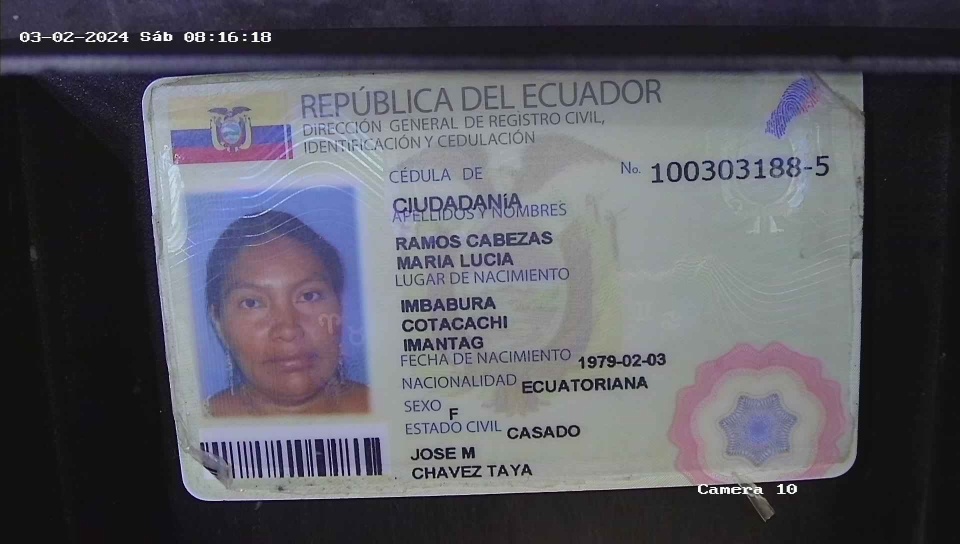 03-02-2024 Sáb 08:16:18
REPÚBLICA DEL ECUADOR
DIRECCIÓN GENERAL DE REGISTRO CIVIL,
IDENTIFICACIÓN Y CEDULACIÓN
CÉDULA DE No. 100303188-5
CIUDADANíA
APELLIDOS Y NOMBRES
RAMOS CABEZAS
MARIA LUCIA
LUGAR DE NACIMIENTO
IMBABURA
COTACACHI
IMANTAG
FECHA DE NACIMIENTO 1979-02-03
NACIONALIDAD ECUATORIANA
SEXO F
ESTADO CIVIL CASADO
JOSE M
CHAVEZ TAYA
Camera 10